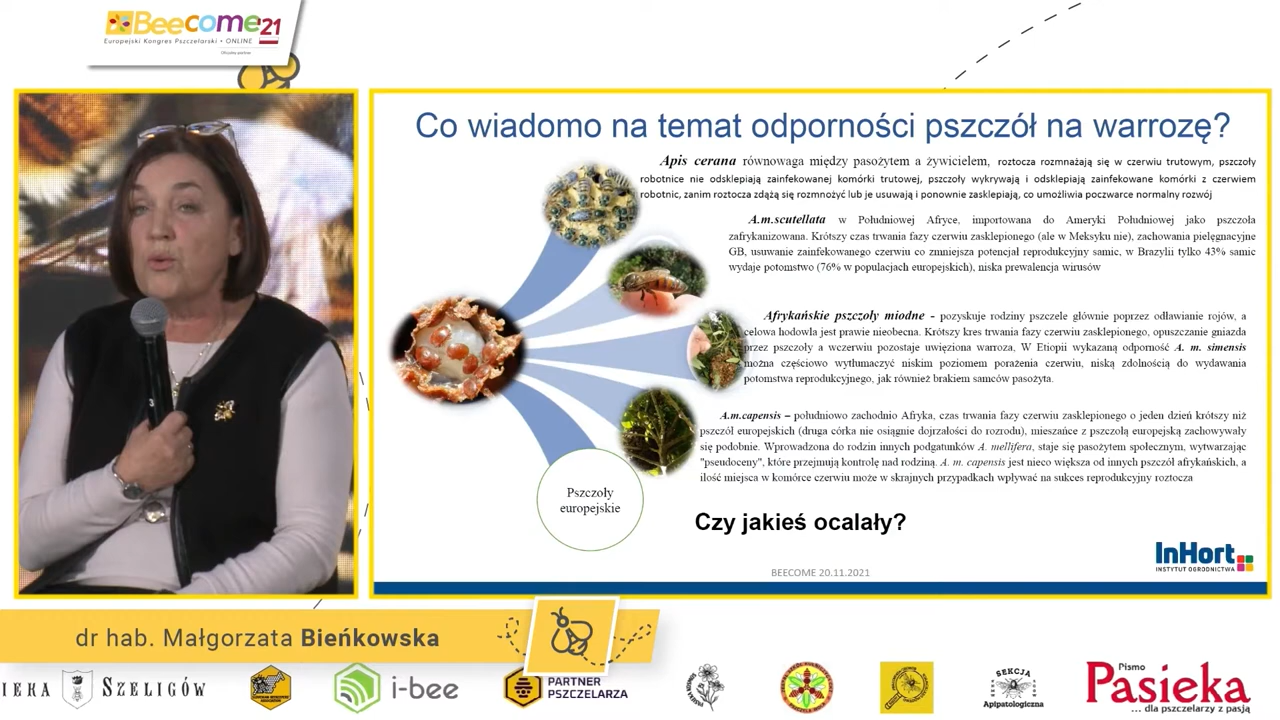 Beecome'21
Europejski Kongres Pszczelarski • ONLINE
Co wiadomo na temat odporności pszczół na warrozę?
Apis cerana równowaga między pasożytem a żywicielem, roztocza rozmnażają się w czerwiu trutowym, pszczoły
robotnice nie odsklepiają zainfekowanej komórki trutowej, pszczoły wykrywają i odsklepiają zainfekowane komórki z czerwiem
robotnic, zanim roztocza zdążą się rozmnożyć lub je usuwają i ponownie zasklepiają, co umożliwia poczwarce normalny rozwój
A.m.scutellata w Południowej Afryce, importowana do Ameryki Południowej jako pszczoła
zafrykanizowana. Krótszy czas trwania fazy czerwiu zasklepionego (ale w Meksyku nie), zachowania pielęgnacyjne
GB, usuwanie zainfekowanego czerwiu co zmniejsza potencjał reprodukcyjny samic, w Brazylii tylko 43% samic
wydaje potomstwo (76% w populacjach europejskich), niska prewalencja wirusów
Afrykańskie pszczoły miodne - pozyskuje rodziny pszczele głównie poprzez odławianie rojów, a
celowa hodowla jest prawie nieobecna. Krótszy kres trwania fazy czerwiu zasklepionego, opuszczanie gniazda
przez pszczoły a wczerwiu pozostaje uwięziona warroza, W Etiopii wykazaną odporność A. m. simensis
można częściowo wytłumaczyć niskim poziomem porażenia czerwiu, niską zdolnością do wydawania
potomstwa reprodukcyjnego, jak również brakiem samców pasożyta.
A.m.capensis – południowo zachodnio Afryka, czas trwania fazy czerwiu zasklepionego o jeden dzień krótszy niż
pszczół europejskich (druga córka nie osiągnie dojrzałości do rozrodu), mieszańce z pszczołą europejską zachowywały
się podobnie. Wprowadzona do rodzin innych podgatunków A. mellifera, staje się pasożytem społecznym, wytwarzając
"pseudoceny", które przejmują kontrolę nad rodziną. A. m. capensis jest nieco większa od innych pszczół afrykańskich, a
ilość miejsca w komórce czerwiu może w skrajnych przypadkach wpływać na sukces reprodukcyjny roztocza
Pszczoły
europejskie
Czy jakieś ocalały?
InHort
INSTYTUT OGRODNICTWA
BEECOME 20.11.2021
dr hab. Małgorzata Bieńkowska
IEKA SZELIGÓW
i-bee
PARTNER
PSZCZELARZA
SEKCJA
Apipatologiczna
Pismo
Pasieka
... dla pszczelarzy z pasją